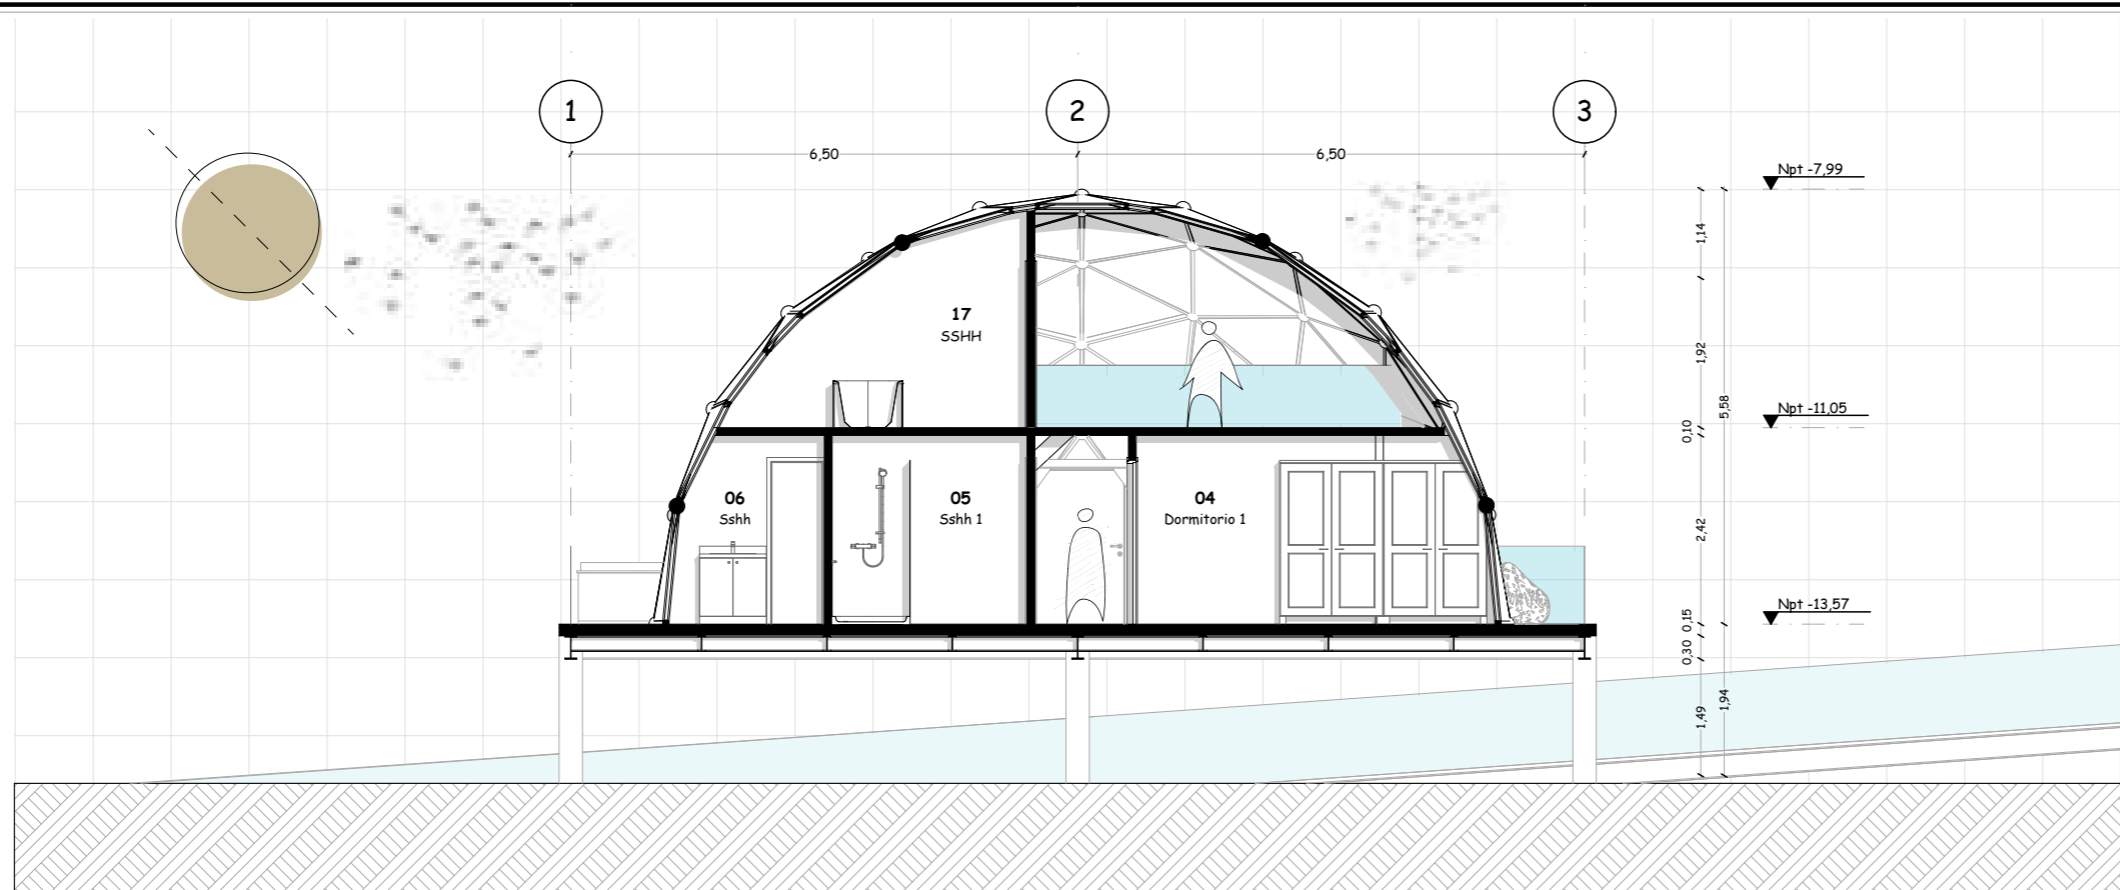 1
2
3
6,50
6,50
Npt -7,99
1,14
17
SSHH
1,92
5,58
Npt -11,05
0,10
06
Sshh
05
Sshh 1
04
Dormitorio 1
2,42
Npt -13,57
0,15
0,30
1,49
1,94